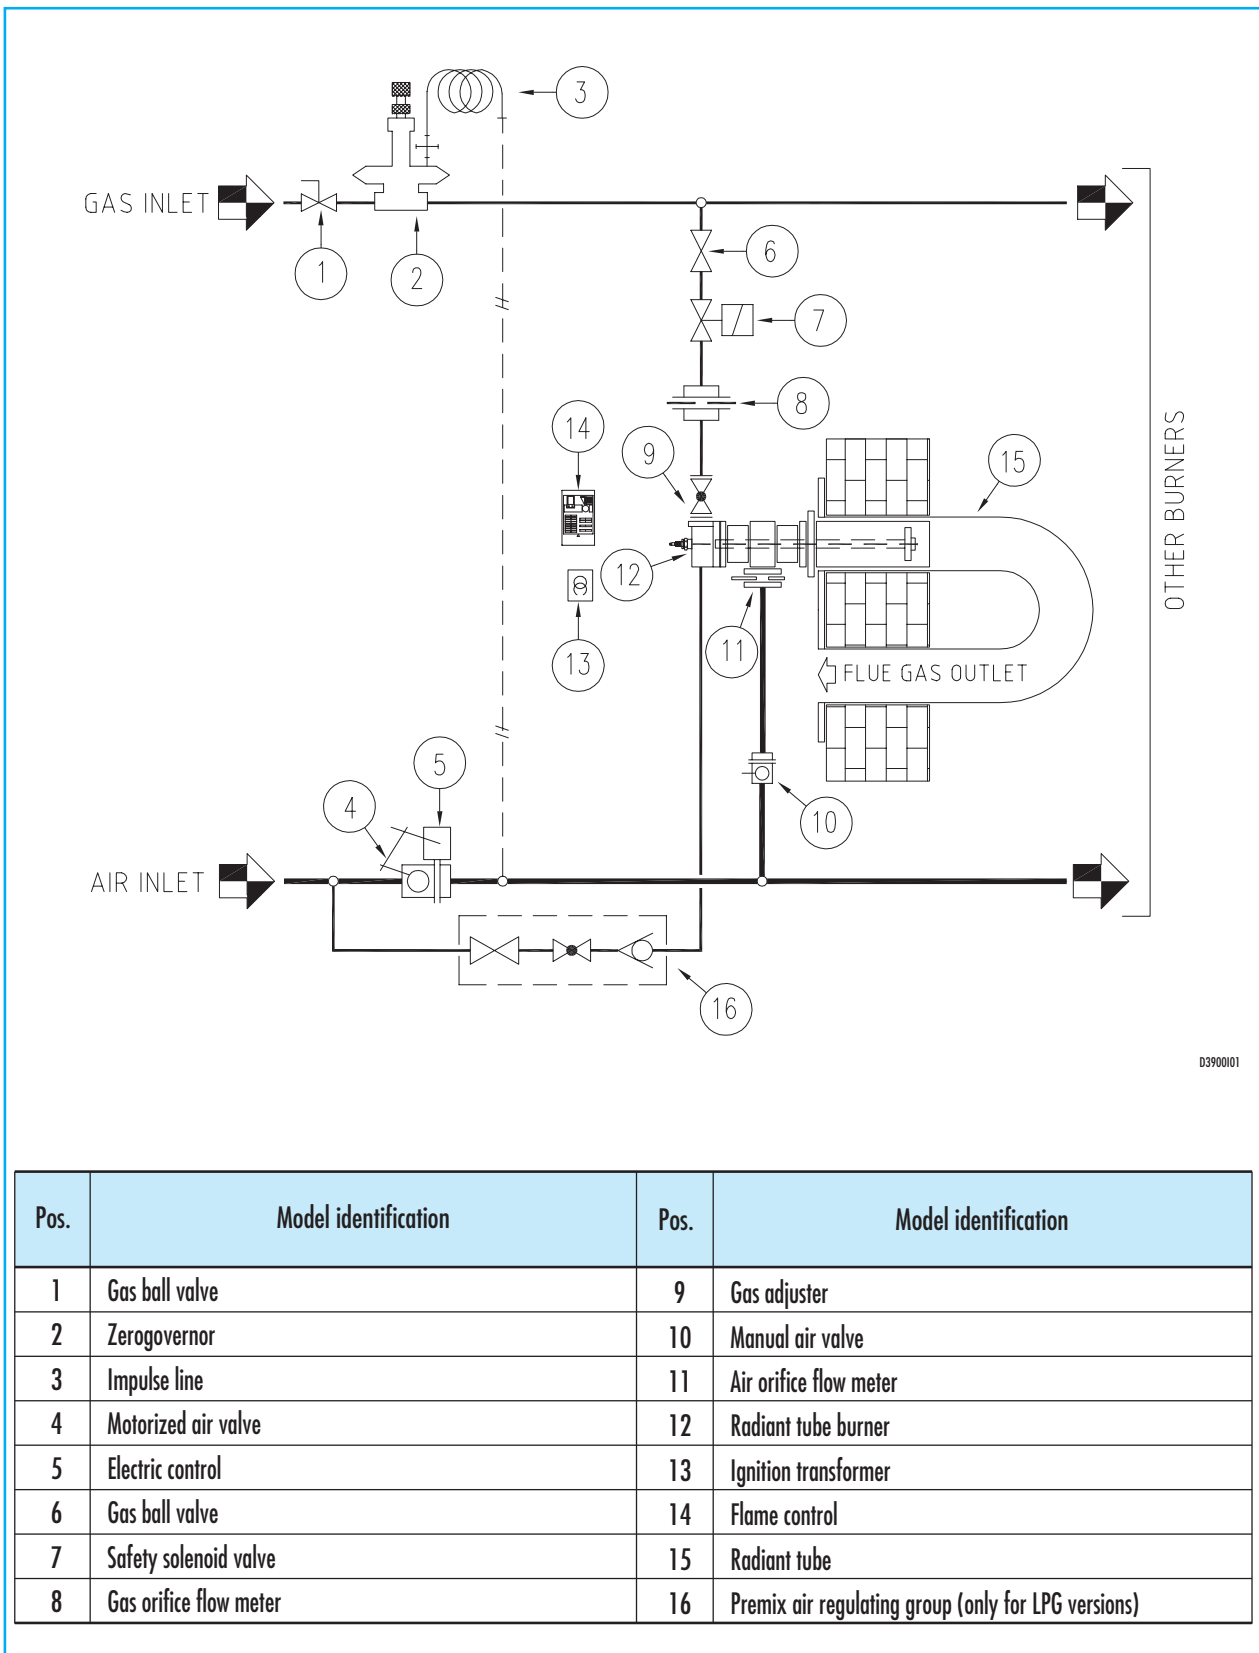 3
GAS INLET
1
2
6
7
8
14
9
15
OTHER BURNERS
12
11
13
FLUE GAS OUTLET
5
4
10
AIR INLET
16
D3900I01
Pos. Model identification Pos. Model identification
1 Gas ball valve 9 Gas adjuster
2 Zerogovernor 10 Manual air valve
3 Impulse line 11 Air orifice flow meter
4 Motorized air valve 12 Radiant tube burner
5 Electric control 13 Ignition transformer
6 Gas ball valve 14 Flame control
7 Safety solenoid valve 15 Radiant tube
8 Gas orifice flow meter 16 Premix air regulating group (only for LPG versions)